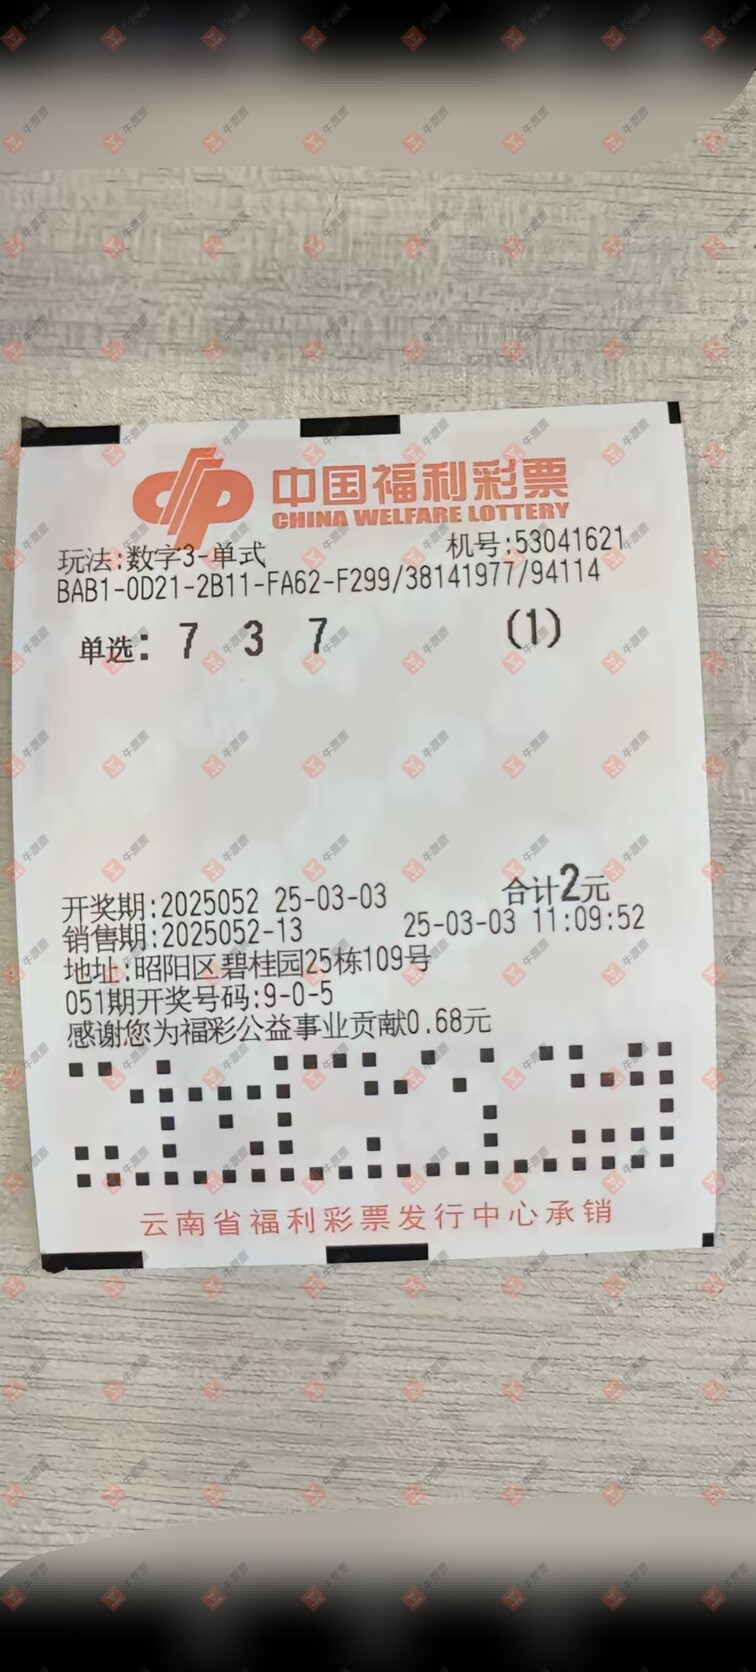 中国福利彩票
CHINA WELFARE LOTTERY
玩法:数字3-单式 机号:53041621
BAB1-0D21-2B11-FA62-F299/38141977/94114
单选: 7 3 7 (1)
合计2元
开奖期:2025052 25-03-03
销售期:2025052-13 25-03-03 11:09:52
地址:昭阳区碧桂园25栋109号
051期开奖号码:9-0-5
感谢您为福彩公益事业贡献0.68元
云南省福利彩票发行中心承销